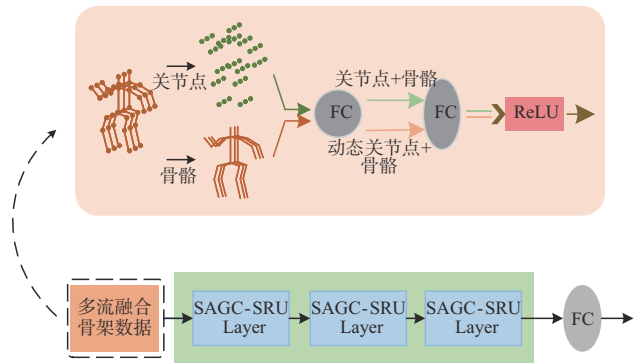 关节点
骨骼
FC
关节点+骨骼
动态关节点+
骨骼
FC
ReLU
多流融合
骨架数据
SAGC-SRU
Layer
SAGC-SRU
Layer
SAGC-SRU
Layer
FC